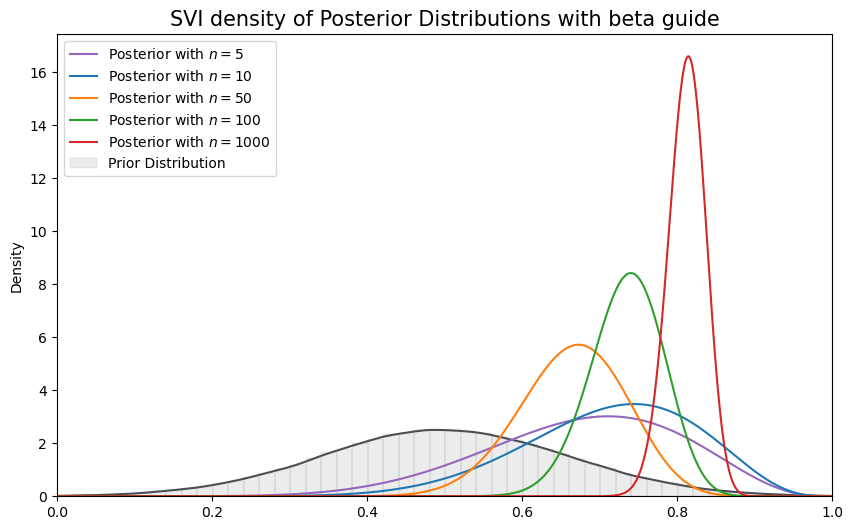 SVI density of Posterior Distributions with beta guide
Posterior with n = 5
Posterior with n = 10
Posterior with n = 50
Posterior with n = 100
Posterior with n = 1000
Prior Distribution
Density
16
14
12
10
8
6
4
2
0
0.0 0.2 0.4 0.6 0.8 1.0